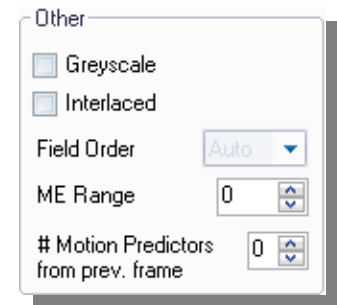 Other
Greyscale
Interlaced
Field Order Auto
ME Range 0
# Motion Predictors 0
from prev. frame